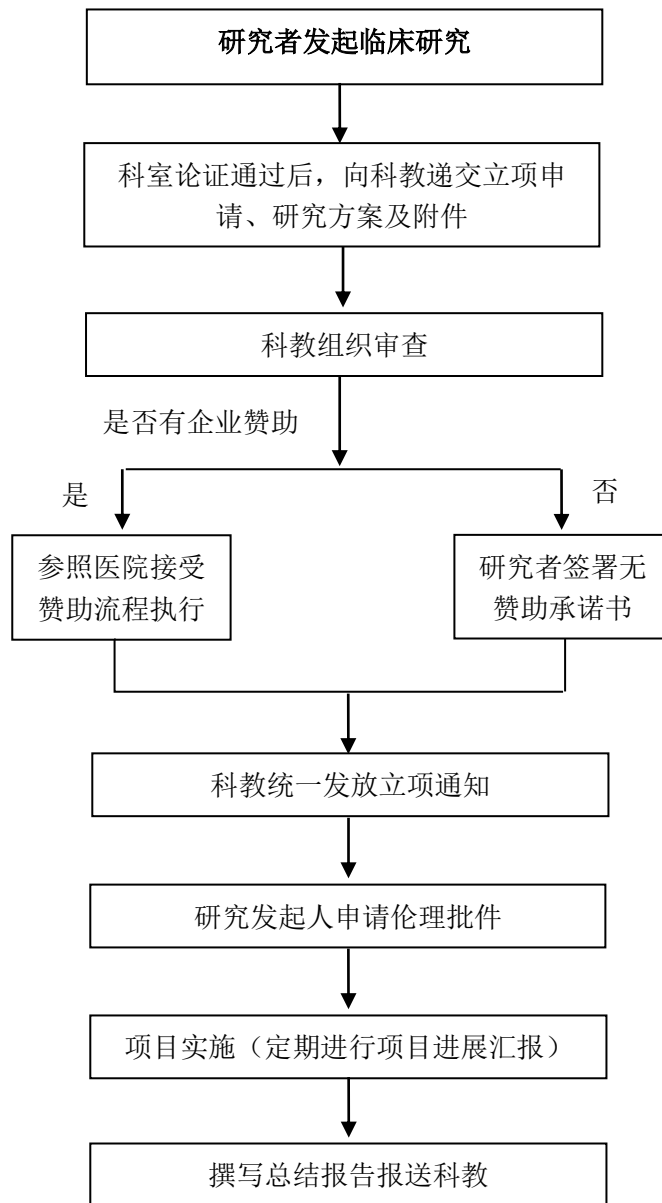 研究者发起临床研究
科室论证通过后，向科教递交立项申
请、研究方案及附件
科教组织审查
是否有企业赞助
是
否
参照医院接受
赞助流程执行
研究者签署无
赞助承诺书
科教统一发放立项通知
研究发起人申请伦理批件
项目实施（定期进行项目进展汇报）
撰写总结报告报送科教